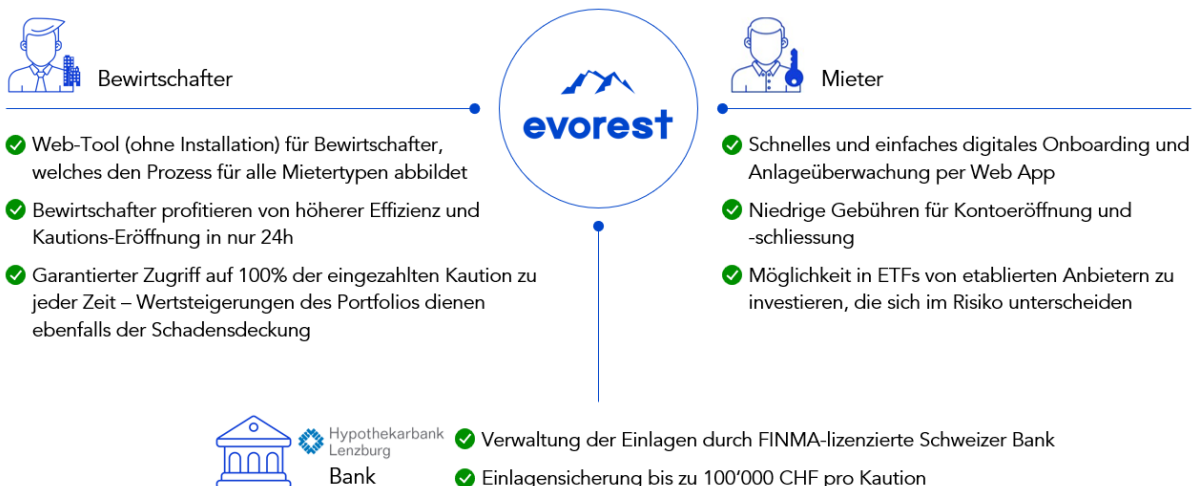 Bewirtschafter
Web-Tool (ohne Installation) für Bewirtschafter,
welches den Prozess für alle Mietertypen abbildet
Bewirtschafter profitieren von höherer Effizienz und
Kautions-Eröffnung in nur 24h
Garantierter Zugriff auf 100% der eingezahlten Kaution zu
jeder Zeit – Wertsteigerungen des Portfolios dienen
ebenfalls der Schadensdeckung
evorest
Mieter
Schnelles und einfaches digitales Onboarding und
Anlageüberwachung per Web App
Niedrige Gebühren für Kontoeröffnung und
-schliessung
Möglichkeit in ETFs von etablierten Anbietern zu
investieren, die sich im Risiko unterscheiden
Hypothekarbank
Lenzburg
Bank
Verwaltung der Einlagen durch FINMA-lizenzierte Schweizer Bank
Einlagensicherung bis zu 100‘000 CHF pro Kaution